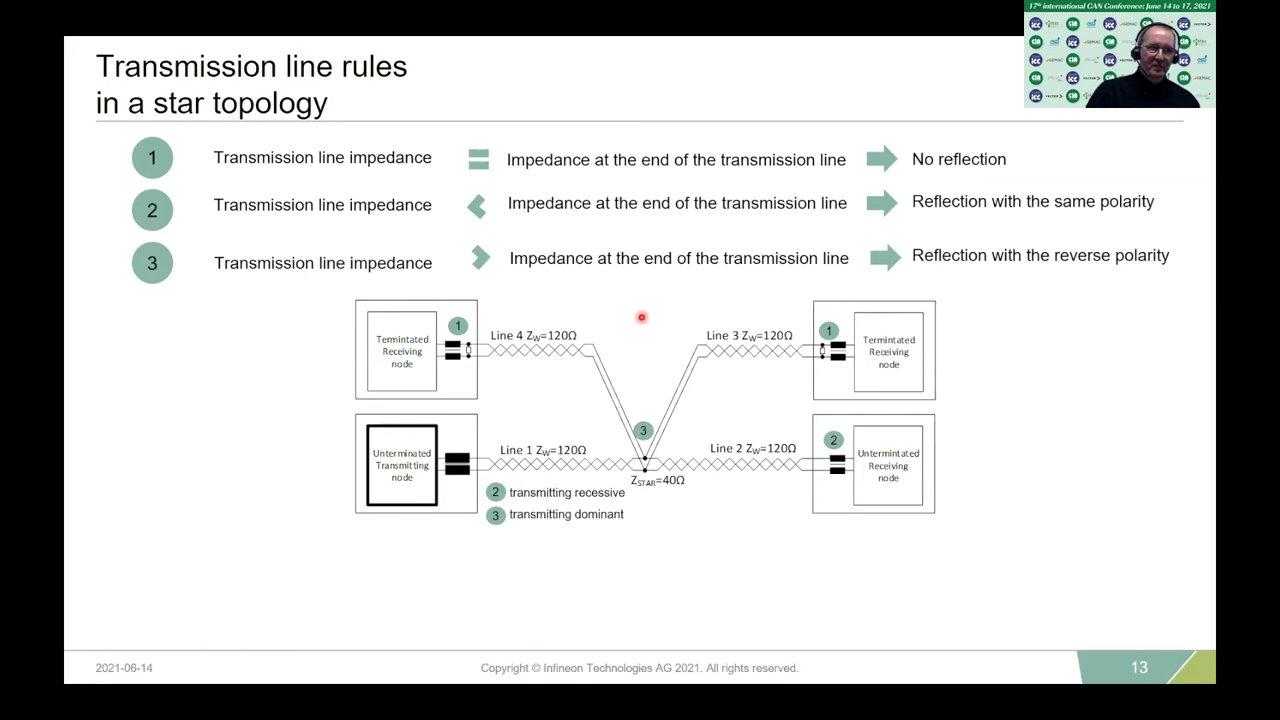 17th international CAN Conference: June 14 to 17, 2021
Transmission line rules
in a star topology
1 Transmission line impedance Impedance at the end of the transmission line No reflection
2 Transmission line impedance Impedance at the end of the transmission line Reflection with the same polarity
3 Transmission line impedance Impedance at the end of the transmission line Reflection with the reverse polarity
Termintated
Receiving
node
1
Line 4 ZW=120Ω
Line 3 ZW=120Ω
1
Termintated
Receiving
node
3
Unterminated
Transmitting
node
Line 1 ZW=120Ω
Line 2 ZW=120Ω
2
Untermintated
Receiving
node
ZSTAR=40Ω
2 transmitting recessive
3 transmitting dominant
2021-06-14
Copyright © Infineon Technologies AG 2021. All rights reserved.
13